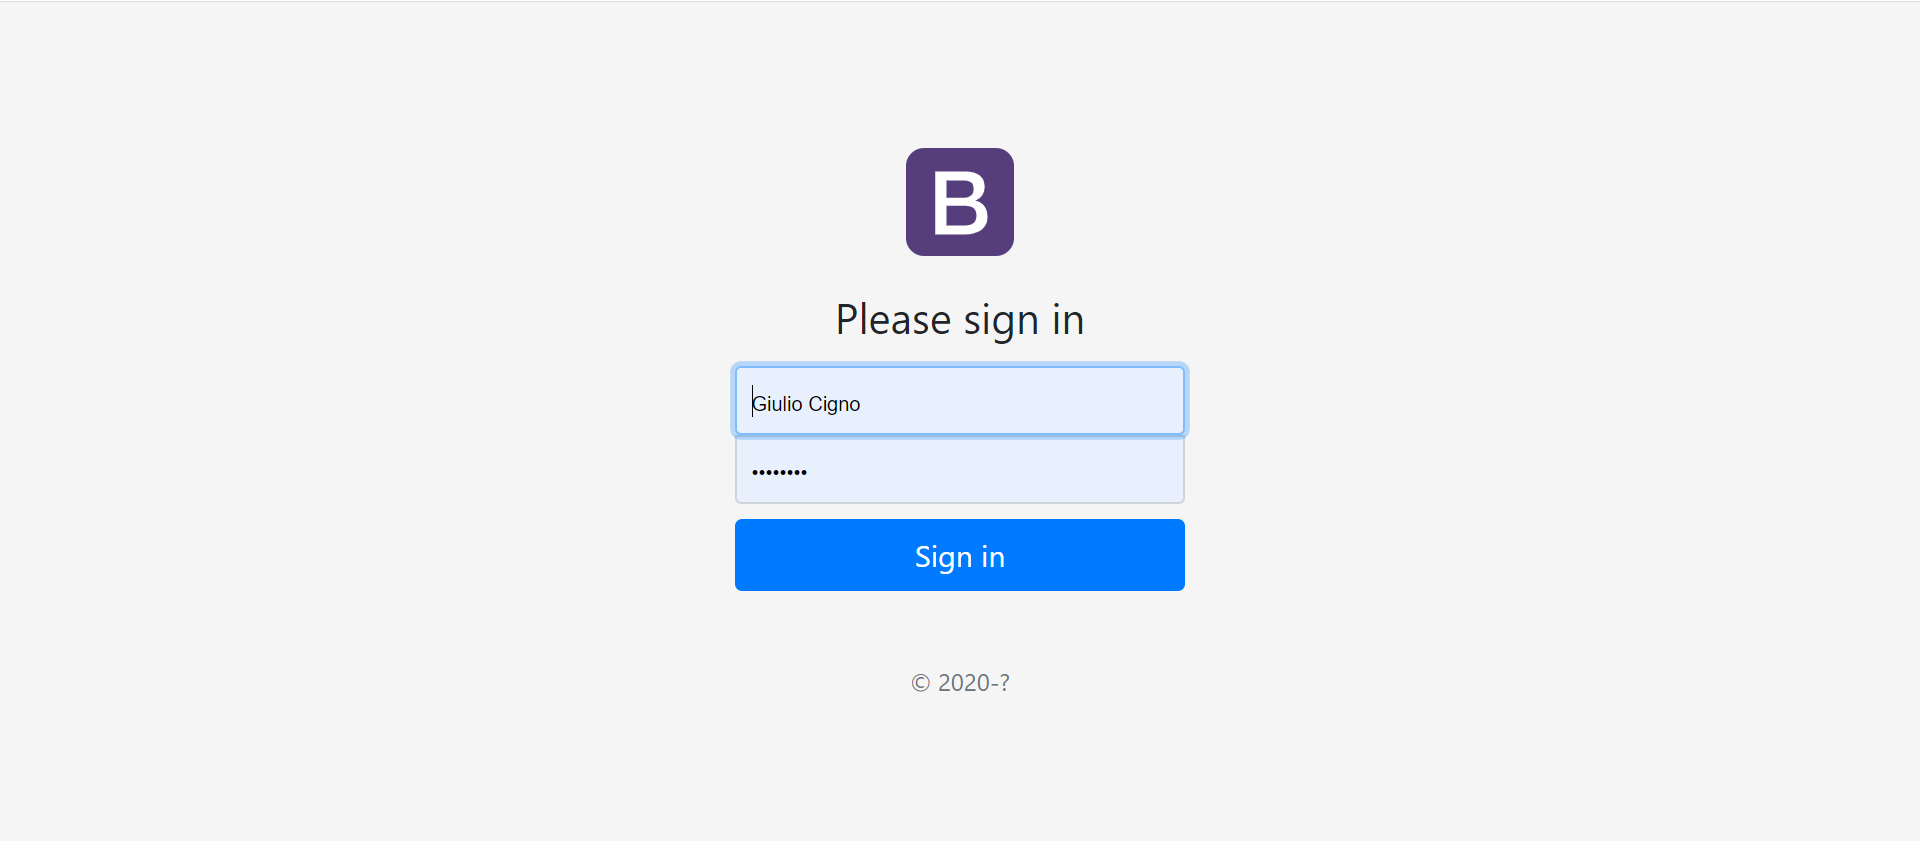 B
Please sign in
Giulio Cigno
••••••••
Sign in
© 2020-?